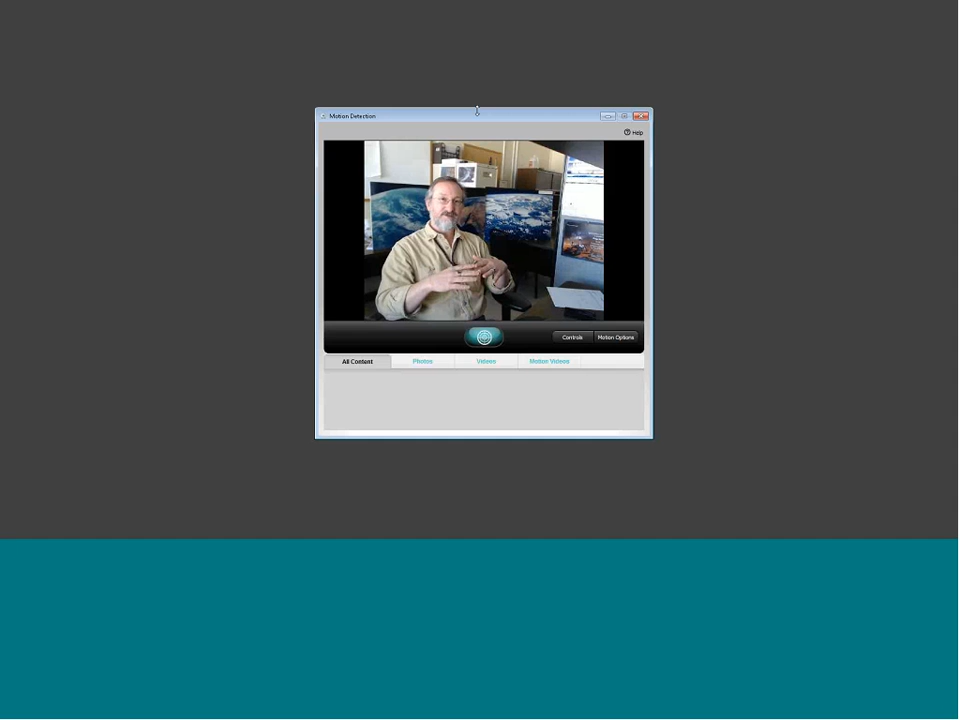 Motion Detection
Help
Controls
Motion Options
All Content
Photos
Videos
Motion Videos